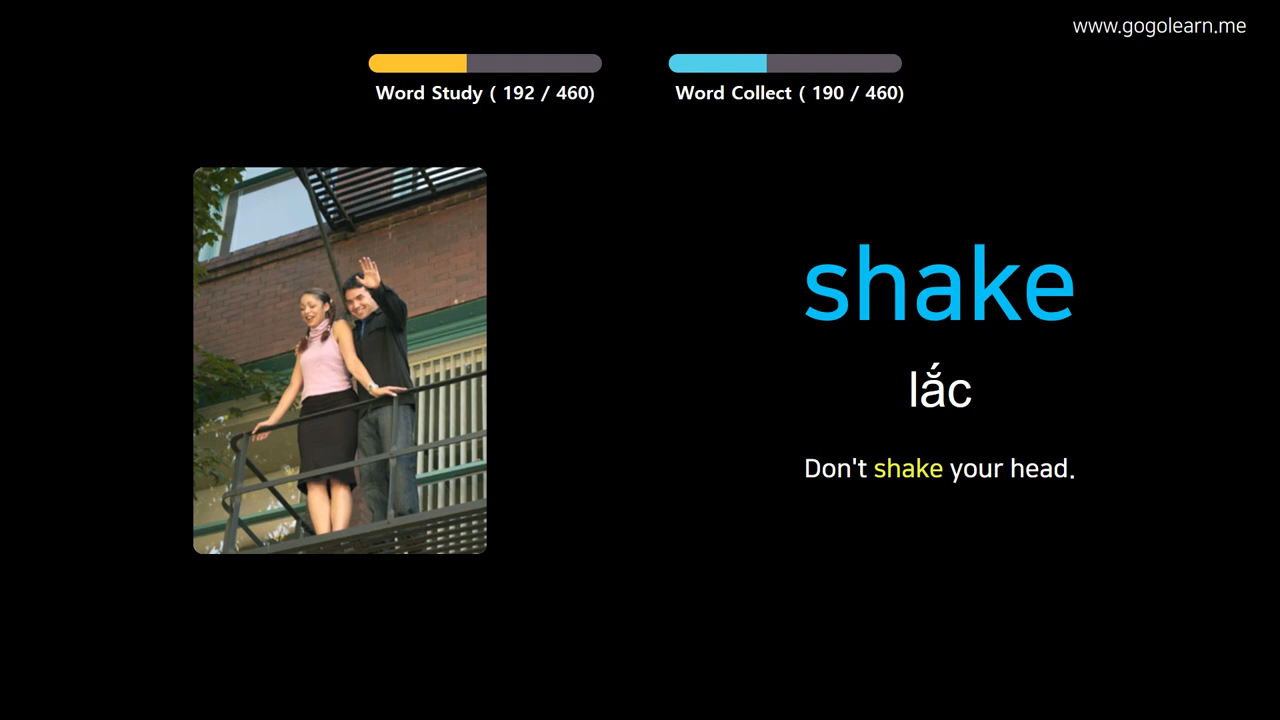 www.gogolearn.me
Word Study ( 192 / 460)
Word Collect ( 190 / 460)
shake
lắc
Don't shake your head.